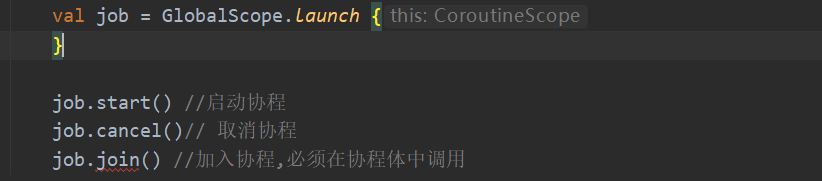 val job = GlobalScope.launch { this: CoroutineScope
}
job.start() //启动协程
job.cancel()// 取消协程
job.join() //加入协程,必须在协程体中调用